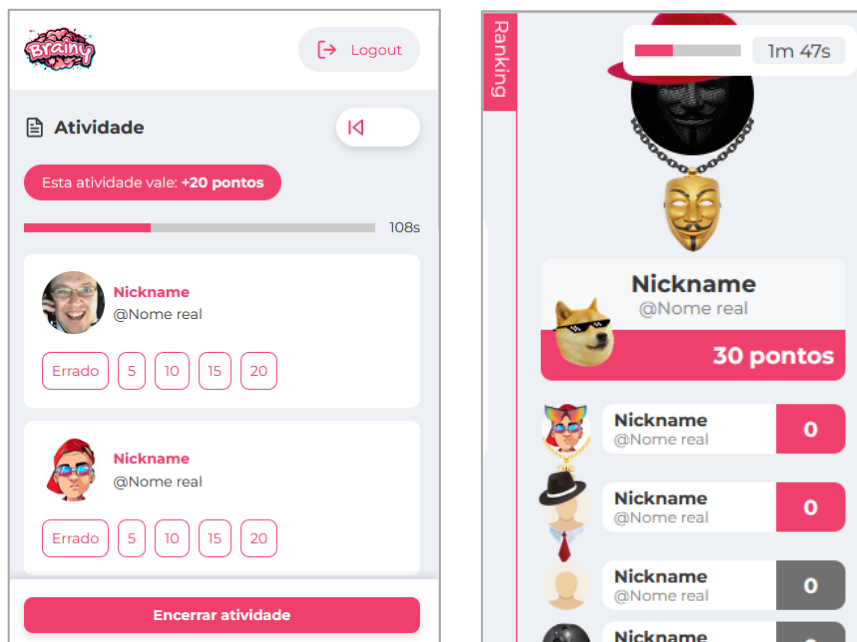 Brainy
Logout
Atividade
Esta atividade vale: +20 pontos
108s
Nickname
@Nome real
Errado 5 10 15 20
Nickname
@Nome real
Errado 5 10 15 20
Encerrar atividade
Ranking
1m 47s
Nickname
@Nome real
30 pontos
Nickname
@Nome real
0
Nickname
@Nome real
0
Nickname
@Nome real
0
Nickname